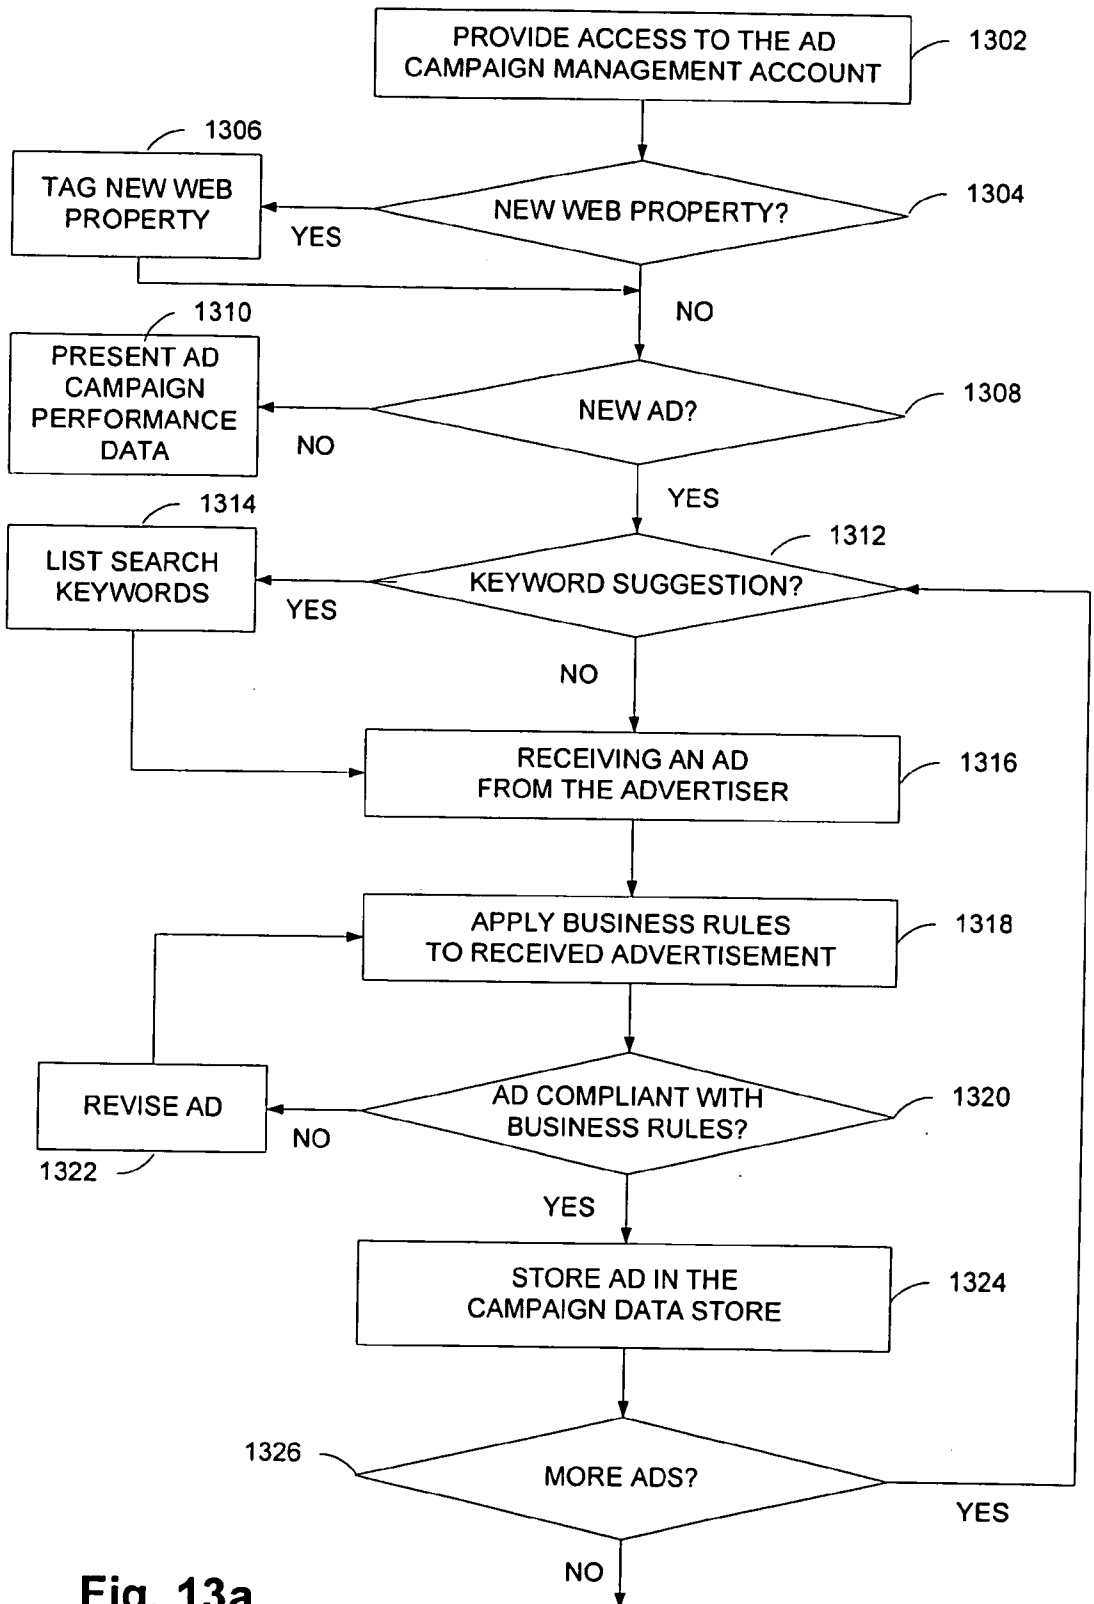 PROVIDE ACCESS TO THE AD
CAMPAIGN MANAGEMENT ACCOUNT
1302
1306
TAG NEW WEB
PROPERTY
YES
NEW WEB PROPERTY?
1304
NO
1310
PRESENT AD
CAMPAIGN
PERFORMANCE
DATA
NO
NEW AD?
1308
YES
1314
LIST SEARCH
KEYWORDS
YES
KEYWORD SUGGESTION?
1312
NO
RECEIVING AN AD
FROM THE ADVERTISER
1316
APPLY BUSINESS RULES
TO RECEIVED ADVERTISEMENT
1318
REVISE AD
1322
NO
AD COMPLIANT WITH
BUSINESS RULES?
1320
YES
STORE AD IN THE
CAMPAIGN DATA STORE
1324
1326
MORE ADS?
YES
NO
Fig. 13a